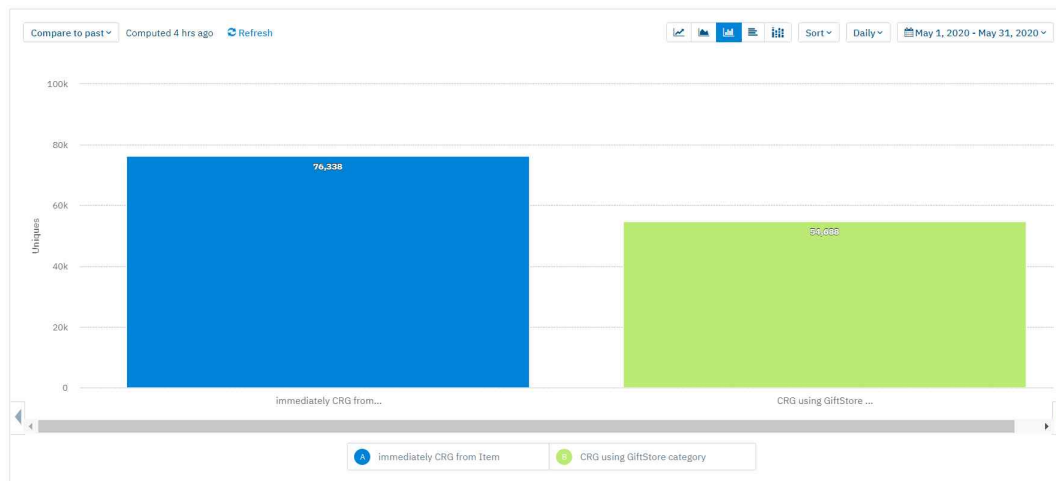 Compare to past Computed 4 hrs ago Refresh Sort Daily May 1, 2020 - May 31, 2020
100k
80k
76,338
60k
54,688
Uniques
40k
20k
0
immediately CRG from... CRG using GiftStore ...
A immediately CRG from Item B CRG using GiftStore category